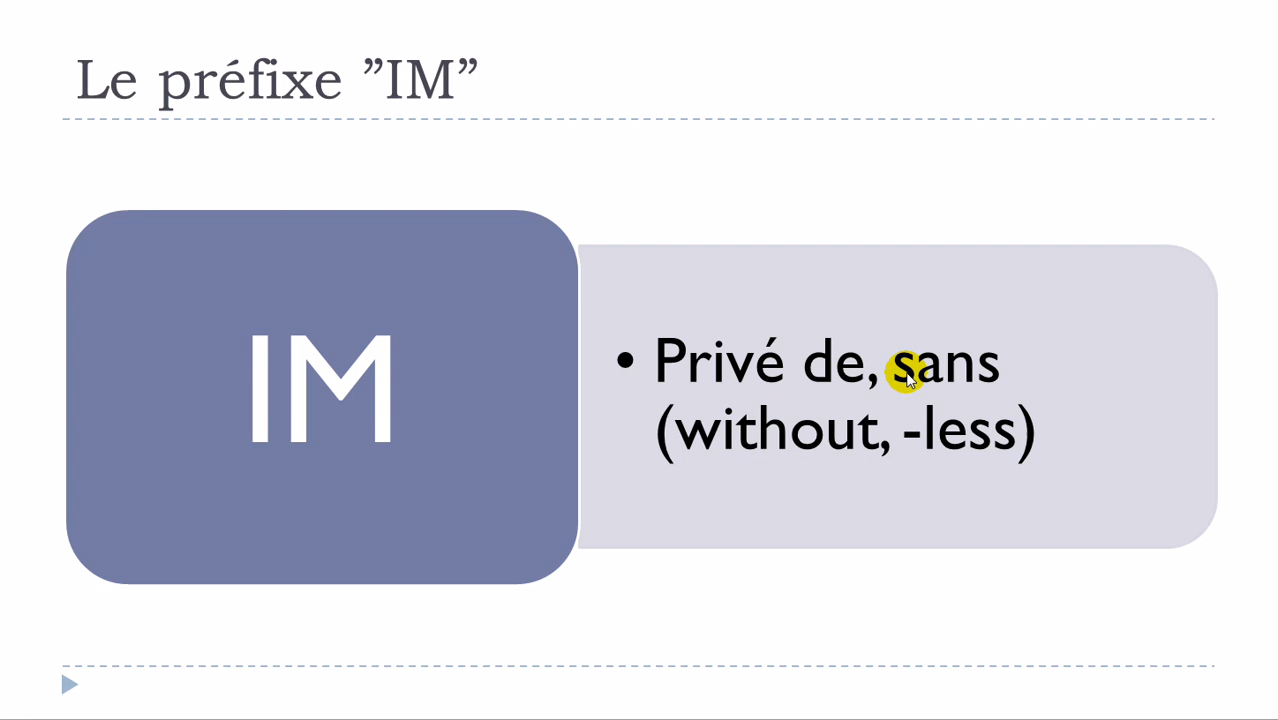 Le préfixe ”IM”
IM
• Privé de, sans
(without, -less)